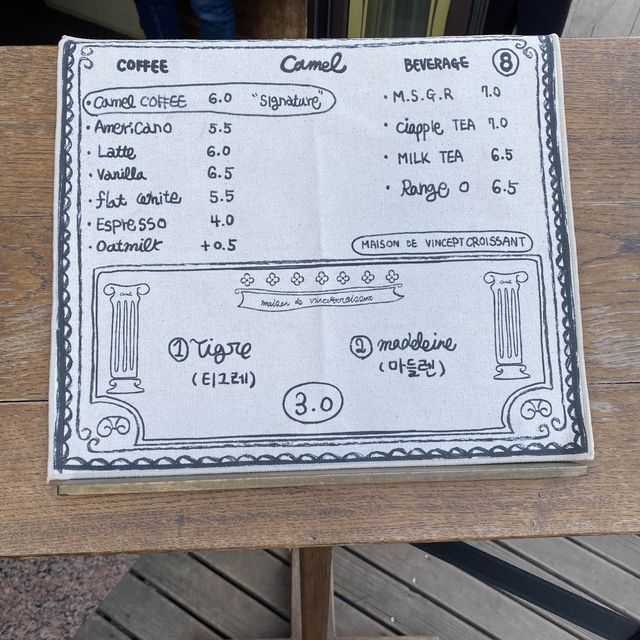 COFFEE
Camel
BEVERAGE
8
· Camel COFFEE 6.0 "Signature"
· Americano 5.5
· Latte 6.0
· Vanilla 6.5
· flat white 5.5
· Espresso 4.0
· Oatmilk +0.5
· M.S.G.R 7.0
· ciapple TEA 7.0
· MILK TEA 6.5
· Range O 6.5
MAISON DE VINCEPT CROISSANT
maison de vinceptcroissant
① Tigre
(티그레)
② madeleine
(마들렌)
3.0